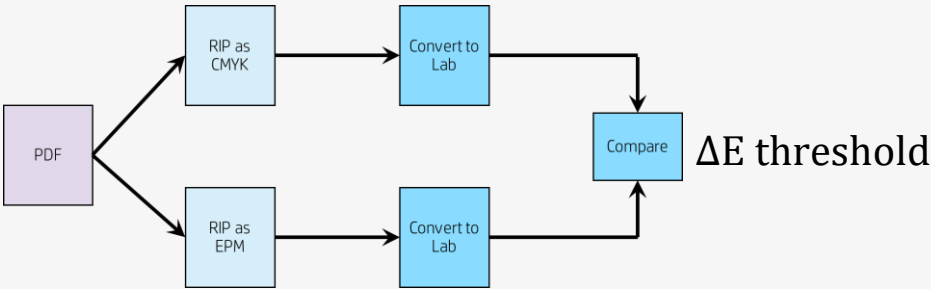 RIP as
CMYK
Convert to
Lab
PDF
Compare
ΔE threshold
RIP as
EPM
Convert to
Lab